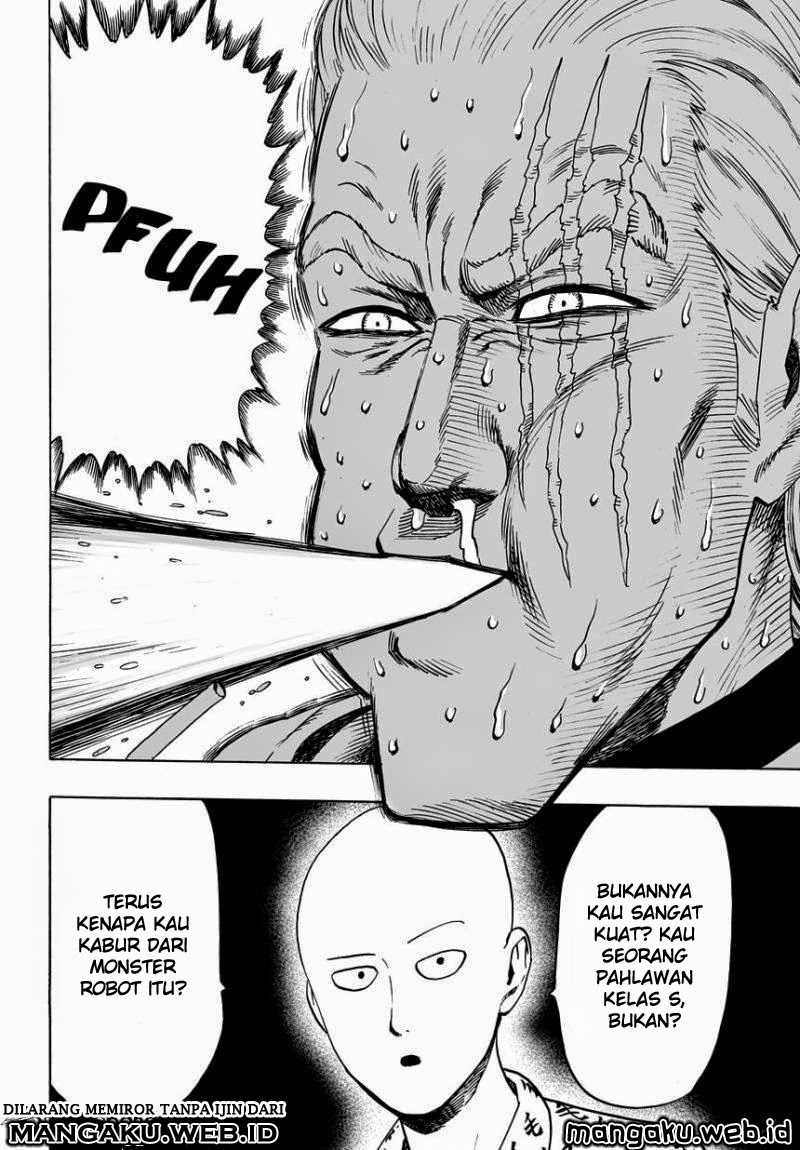 PFUH
BUKANNYA
KAU SANGAT
KUAT? KAU
SEORANG
PAHLAWAN
KELAS S,
BUKAN?
TERUS
KENAPA KAU
KABUR DARI
MONSTER
ROBOT ITU?
DILARANG MEMIROR TANPA IJIN DARI
MANGAKU.WEB.ID
mangaku.web.id